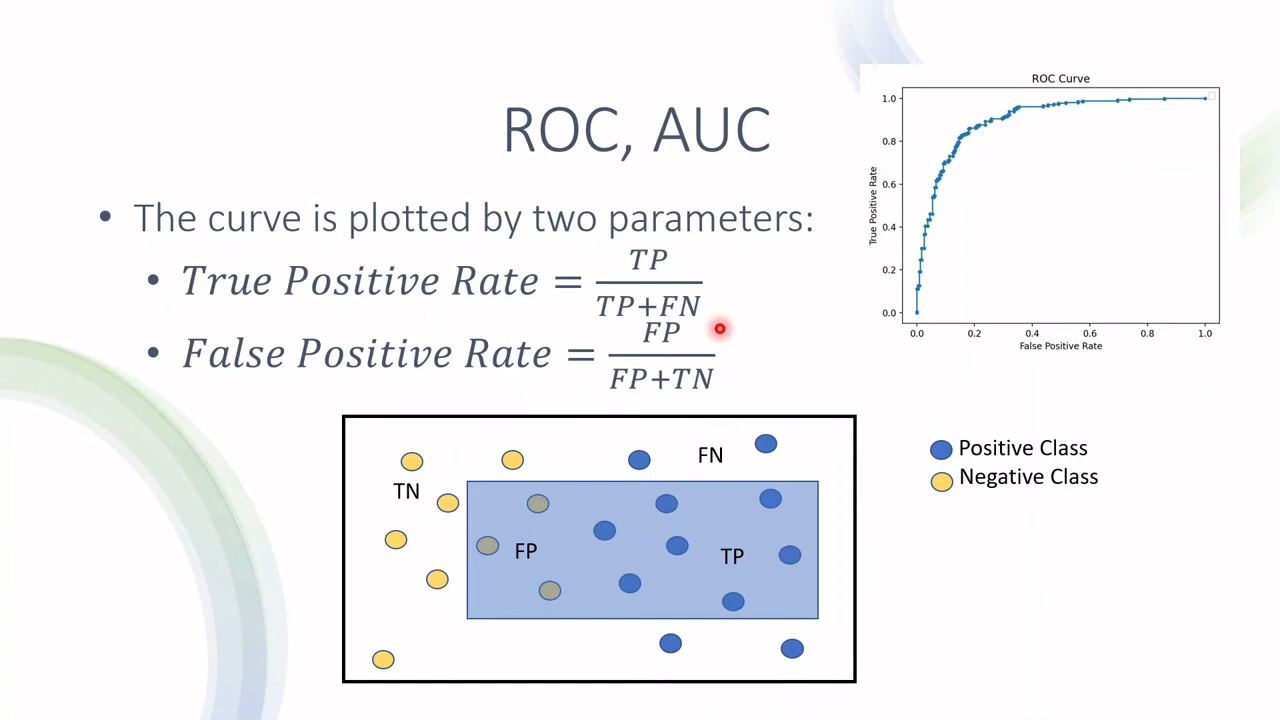 ROC, AUC
• The curve is plotted by two parameters:
• True Positive Rate = TP / TP+FN
• False Positive Rate = FP / FP+TN
ROC Curve
True Positive Rate
1.0
0.8
0.6
0.4
0.2
0.0
0.0 0.2 0.4 0.6 0.8 1.0
False Positive Rate
FN
TN
FP
TP
Positive Class
Negative Class